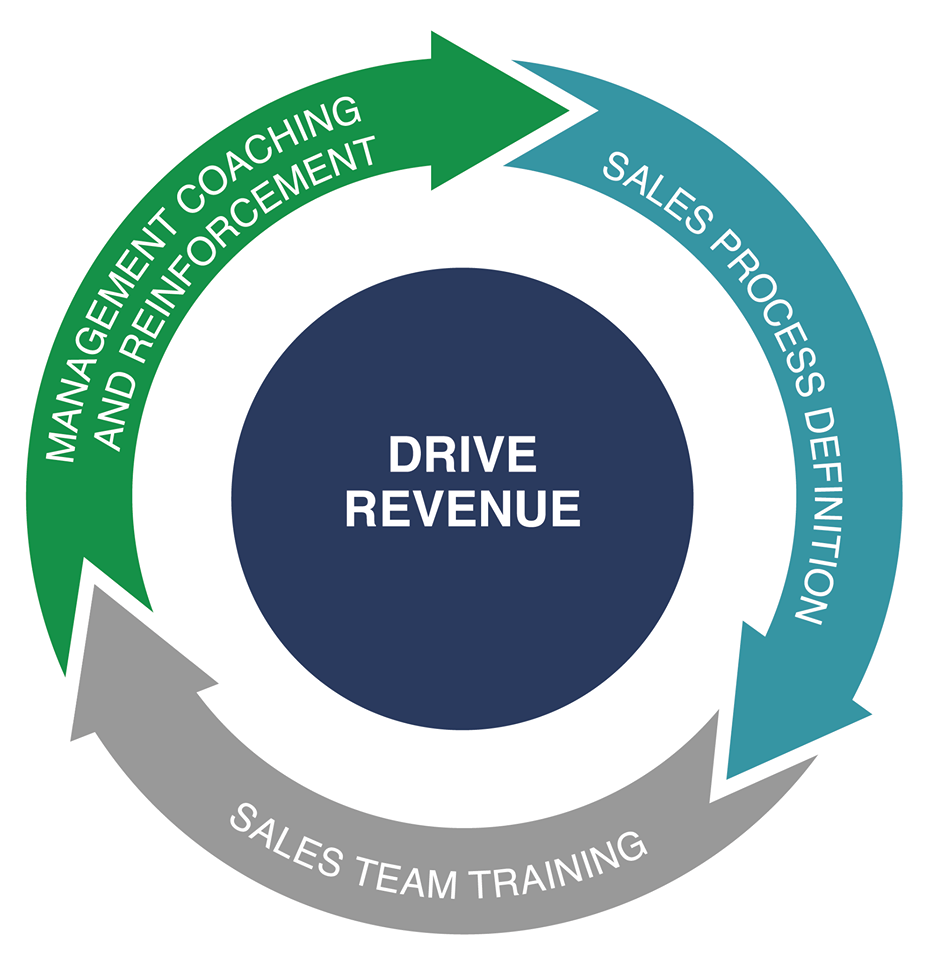 MANAGEMENT COACHING
AND REINFORCEMENT
SALES PROCESS DEFINITION
DRIVE
REVENUE
SALES TEAM TRAINING